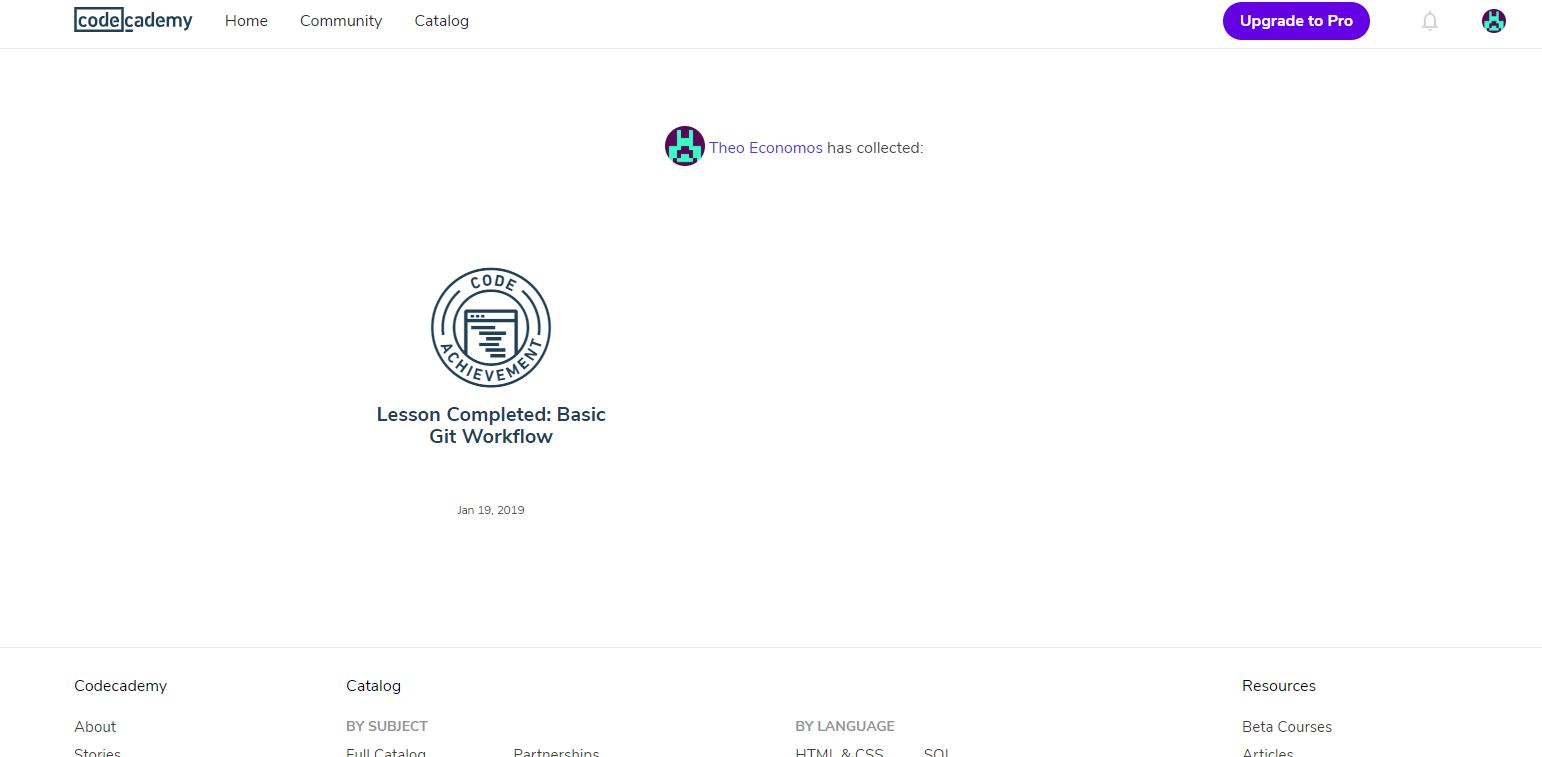 codecademy Home Community Catalog Upgrade to Pro
Theo Economos has collected:
CODE
ACHIEVEMENT
Lesson Completed: Basic
Git Workflow
Jan 19, 2019
Codecademy Catalog Resources
About BY SUBJECT BY LANGUAGE Beta Courses
Stories Full Catalog Partnerships HTML & CSS SQL Articles